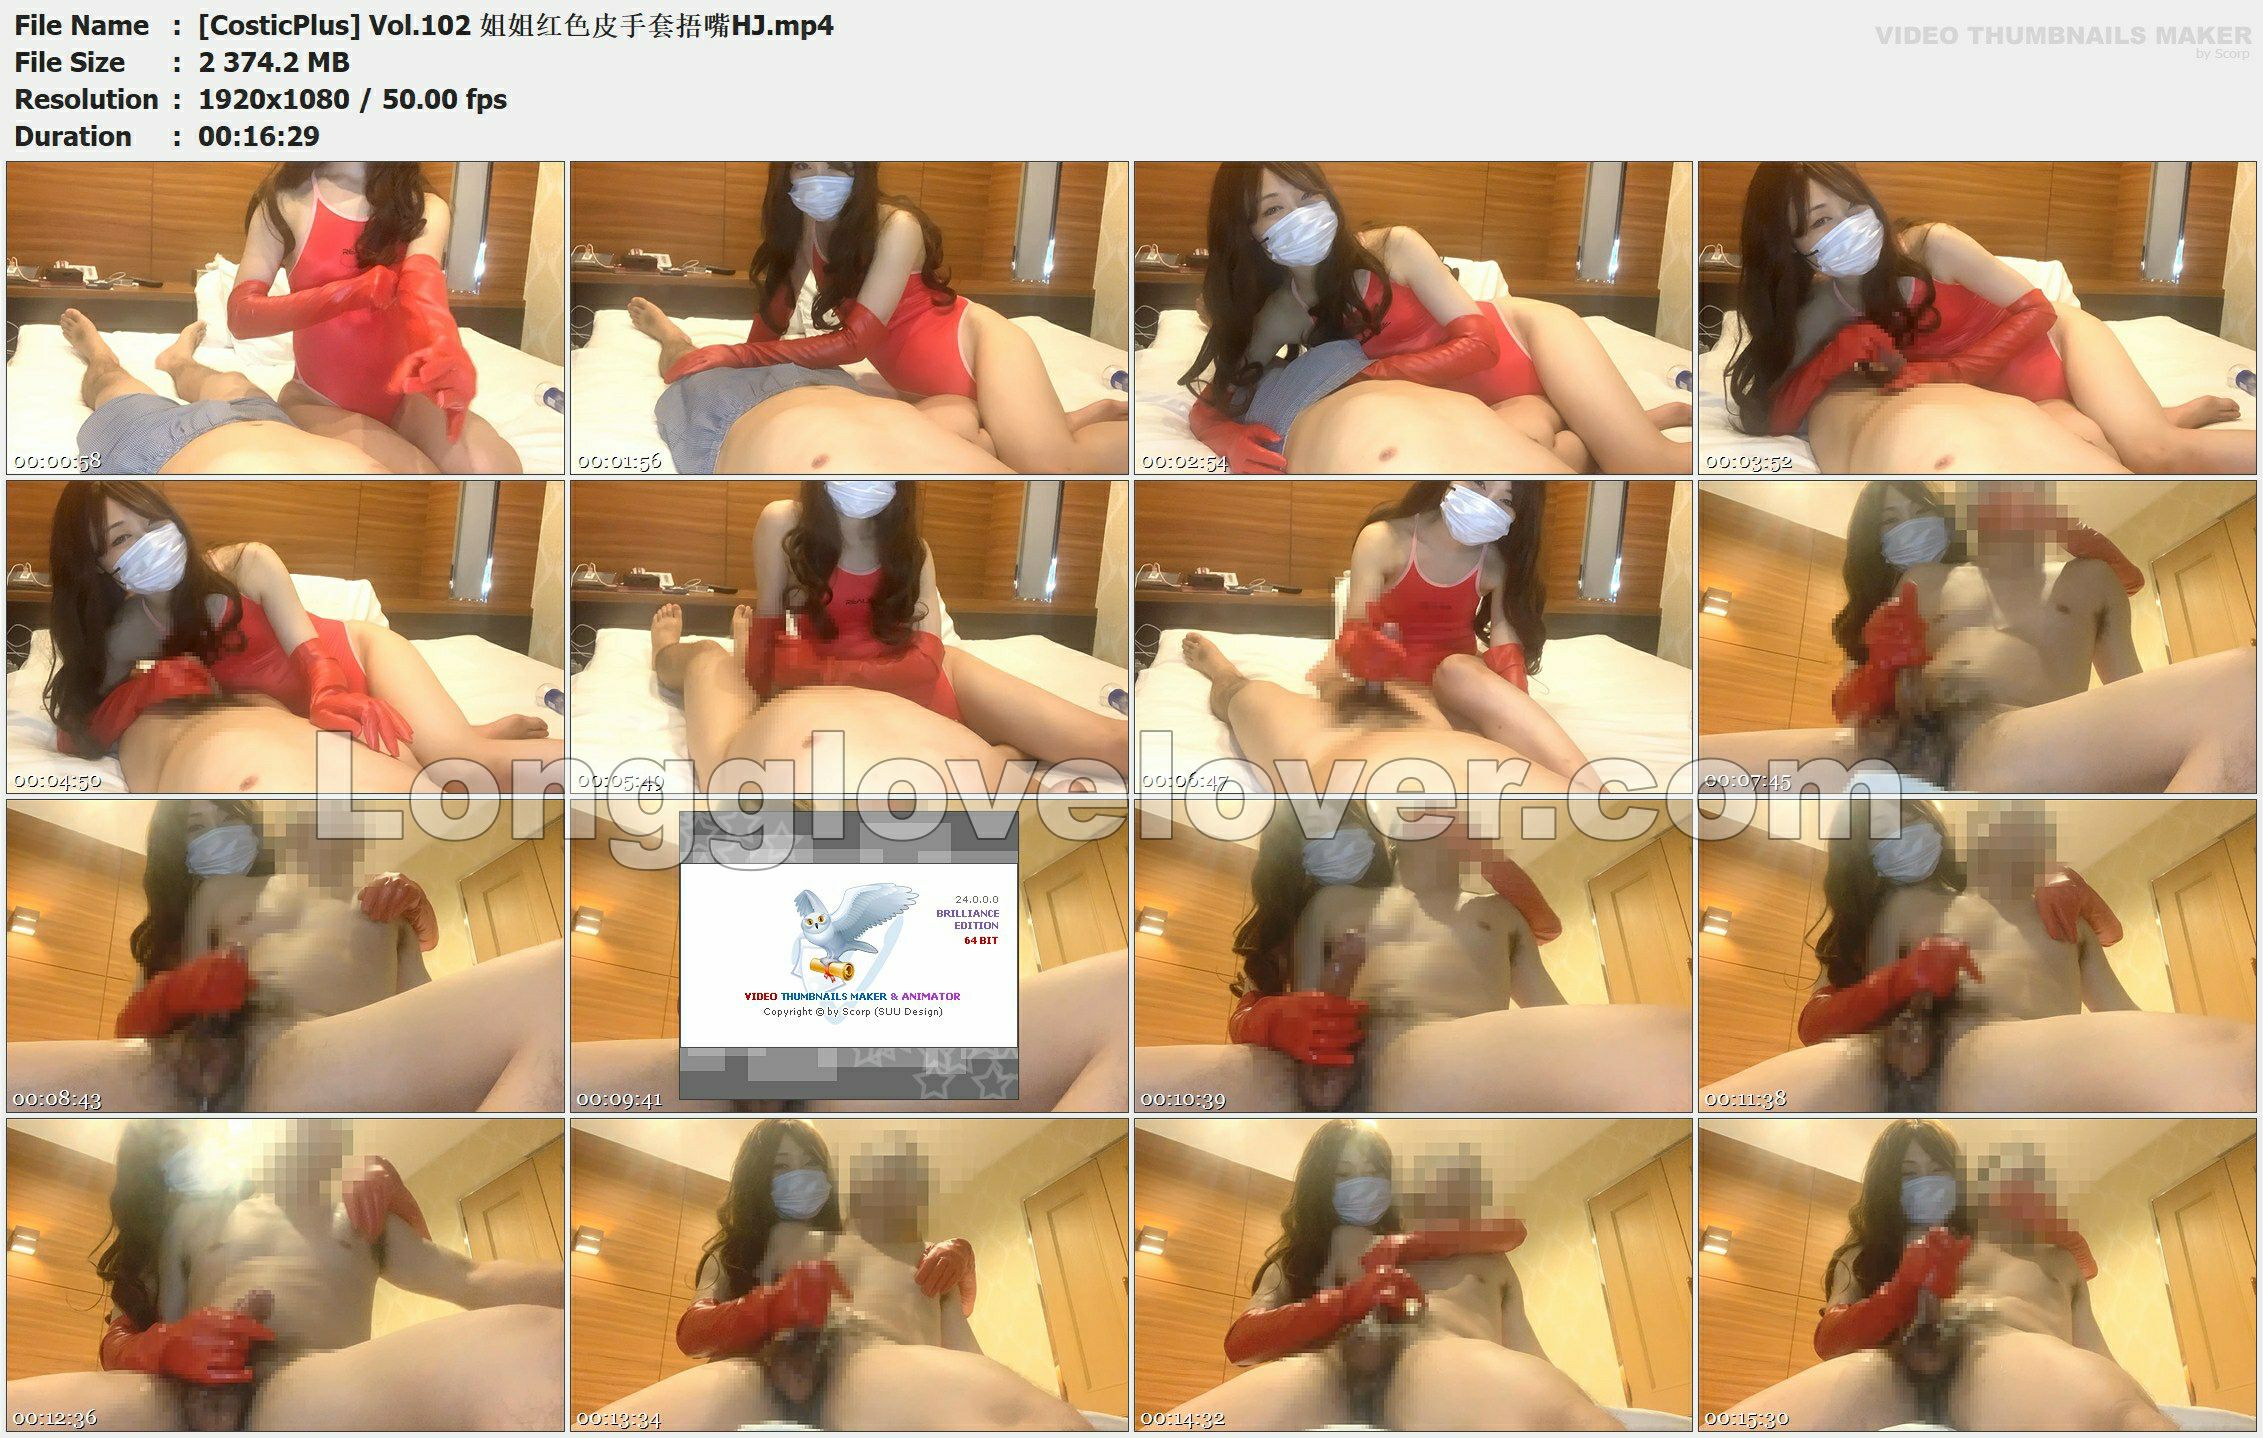 File Name : [CosticPlus] Vol.102 姐姐红色皮手套捂嘴HJ.mp4
VIDEO THUMBNAILS MAKER
by Scorp
File Size : 2 374.2 MB
Resolution : 1920x1080 / 50.00 fps
Duration : 00:16:29
00:00:58
00:01:56
00:02:54
00:03:52
00:04:50
00:05:49
00:06:47
00:07:45
Longglovelover.com
24.0.0.0
BRILLIANCE
EDITION
64 BIT
VIDEO THUMBNAILS MAKER & ANIMATOR
Copyright © by Scorp (SUU Design)
00:08:43
00:09:41
00:10:39
00:11:38
00:12:36
00:13:34
00:14:32
00:15:30